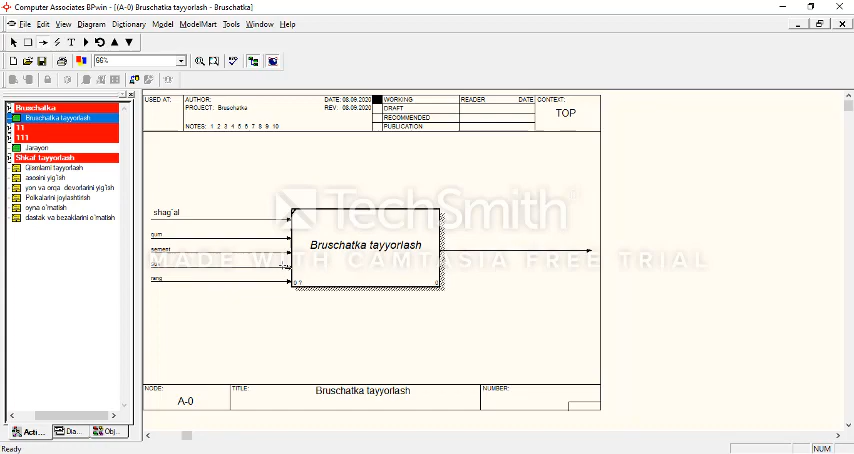 Computer Associates BPwin - [(A-0) Bruschatka tayyorlash - Bruschatka]
File Edit View Diagram Dictionary Model ModelMart Tools Window Help
66%
Bruschatka
Bruschatka tayyorlash
11
111
Jarayon
Shkaf tayyorlash
Qismlarni tayyorlash
asosini yig`ish
yon va orqa devorlarini yig`ish
Polkalarini joylashtirish
oyna o`rnatish
dastak va bezaklarini o`rnatish
Acti...
Dia...
Obj...
USED AT:
AUTHOR:
PROJECT: Bruschatka
NOTES: 1 2 3 4 5 6 7 8 9 10
DATE: 08.09.2020
REV: 08.09.2020
WORKING
DRAFT
RECOMMENDED
PUBLICATION
READER DATE
CONTEXT:
TOP
shag`al
qum
sement
rang
Bruschatka tayyorlash
0 ?
0
TechSmith
MADE WITH CAMTASIA FREE TRIAL
NODE:
A-0
TITLE:
Bruschatka tayyorlash
NUMBER:
Ready
NUM